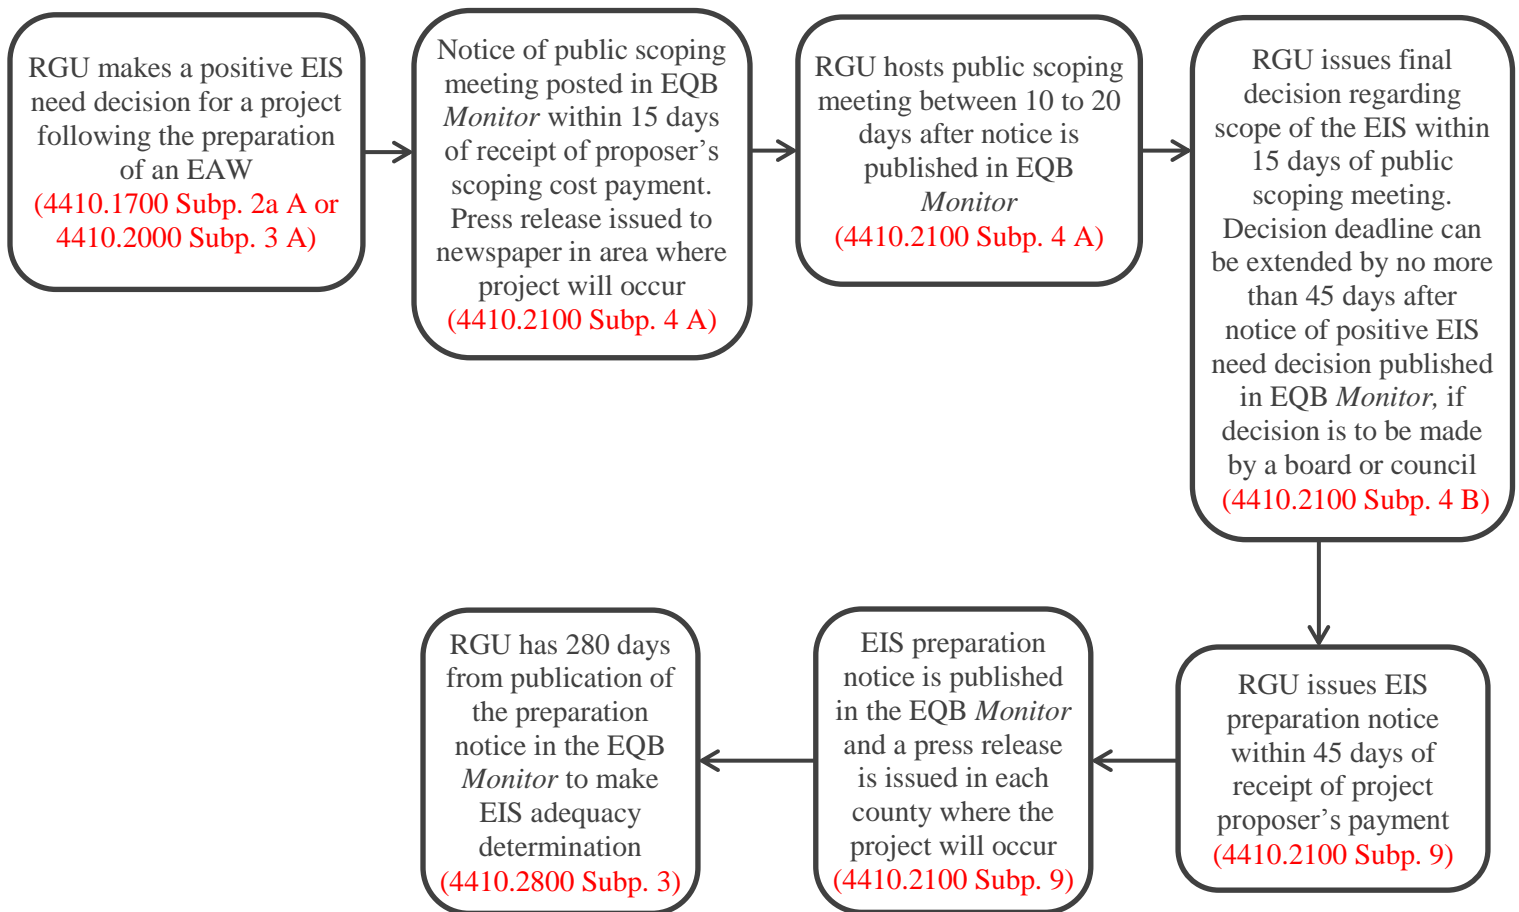 RGU makes a positive EIS
need decision for a project
following the preparation
of an EAW
(4410.1700 Subp. 2a A or
4410.2000 Subp. 3 A)
Notice of public scoping
meeting posted in EQB
Monitor within 15 days
of receipt of proposer’s
scoping cost payment.
Press release issued to
newspaper in area where
project will occur
(4410.2100 Subp. 4 A)
RGU hosts public scoping
meeting between 10 to 20
days after notice is
published in EQB
Monitor
(4410.2100 Subp. 4 A)
RGU issues final
decision regarding
scope of the EIS within
15 days of public
scoping meeting.
Decision deadline can
be extended by no more
than 45 days after
notice of positive EIS
need decision published
in EQB Monitor, if
decision is to be made
by a board or council
(4410.2100 Subp. 4 B)
RGU issues EIS
preparation notice
within 45 days of
receipt of project
proposer’s payment
(4410.2100 Subp. 9)
EIS preparation
notice is published
in the EQB Monitor
and a press release
is issued in each
county where the
project will occur
(4410.2100 Subp. 9)
RGU has 280 days
from publication of
the preparation
notice in the EQB
Monitor to make
EIS adequacy
determination
(4410.2800 Subp. 3)